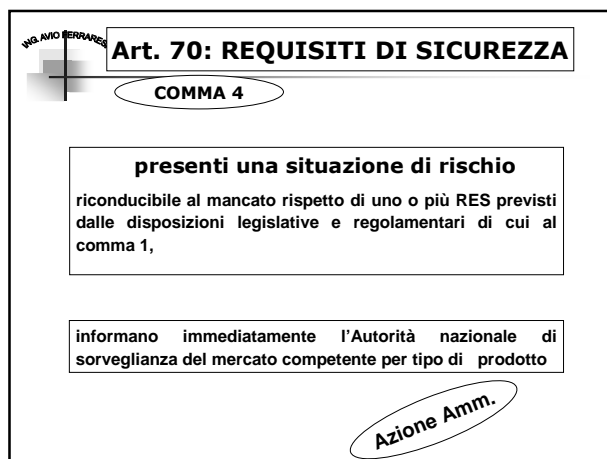 ING. AVIO FERRARESI
Art. 70: REQUISITI DI SICUREZZA
COMMA 4
presenti una situazione di rischio
riconducibile al mancato rispetto di uno o più RES previsti
dalle disposizioni legislative e regolamentari di cui al
comma 1,
informano immediatamente l'Autorità nazionale di
sorveglianza del mercato competente per tipo di prodotto
Azione Amm.